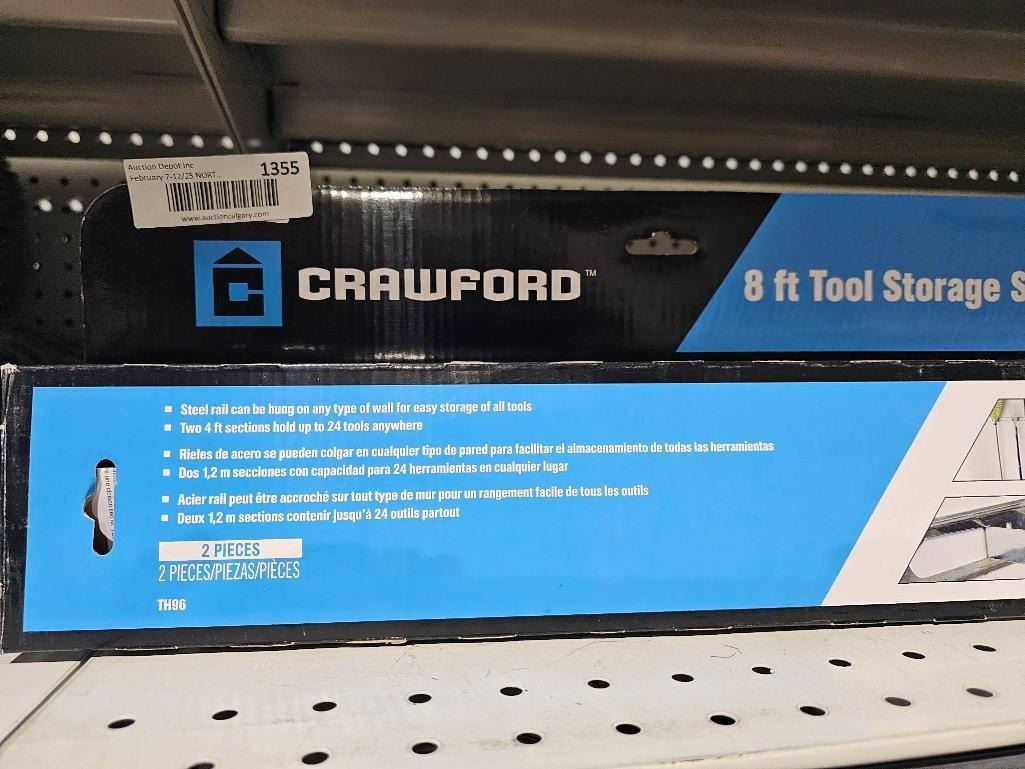 Auction Depot Inc
1355
February 7-12/25 NORT...
www.auctioncalgary.com
CRAWFORD™
8 ft Tool Storage S
▪ Steel rail can be hung on any type of wall for easy storage of all tools
▪ Two 4 ft sections hold up to 24 tools anywhere
▪ Rieles de acero se pueden colgar en cualquier tipo de pared para facilitar el almacenamiento de todas las herramientas
▪ Dos 1,2 m secciones con capacidad para 24 herramientas en cualquier lugar
▪ Acier rail peut être accroché sur tout type de mur pour un rangement facile de tous les outils
▪ Deux 1,2 m sections contenir jusqu'à 24 outils partout
2 PIECES
2 PIECES/PIEZAS/PIÈCES
TH96